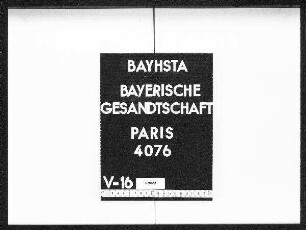 BAYHSTA
BAYERISCHE
GESANDTSCHAFT
PARIS
4076
V-16